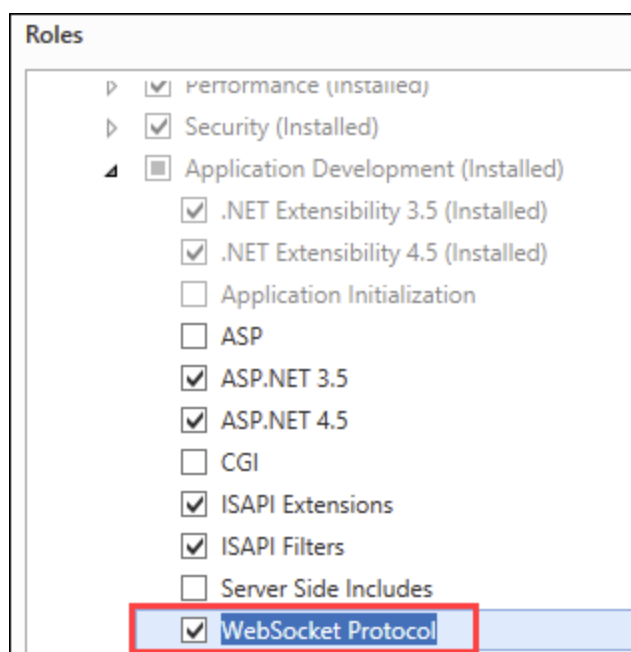 Roles
Performance (Installed)
Security (Installed)
Application Development (Installed)
.NET Extensibility 3.5 (Installed)
.NET Extensibility 4.5 (Installed)
Application Initialization
ASP
ASP.NET 3.5
ASP.NET 4.5
CGI
ISAPI Extensions
ISAPI Filters
Server Side Includes
WebSocket Protocol